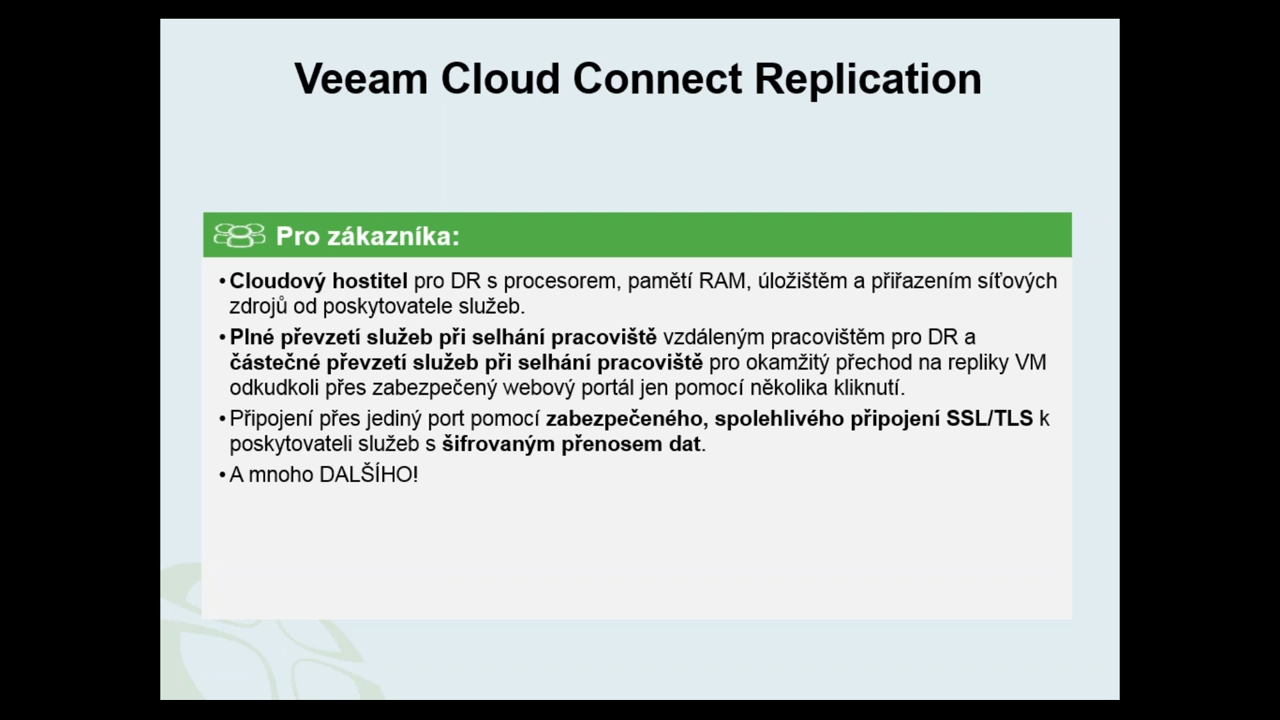 Veeam Cloud Connect Replication
Pro zákazníka:
•Cloudový hostitel pro DR s procesorem, pamětí RAM, úložištěm a přiřazením síťových
zdrojů od poskytovatele služeb.
•Plné převzetí služeb při selhání pracoviště vzdáleným pracovištěm pro DR a
částečné převzetí služeb při selhání pracoviště pro okamžitý přechod na repliky VM
odkudkoli přes zabezpečený webový portál jen pomocí několika kliknutí.
•Připojení přes jediný port pomocí zabezpečeného, spolehlivého připojení SSL/TLS k
poskytovateli služeb s šifrovaným přenosem dat.
•A mnoho DALŠÍHO!